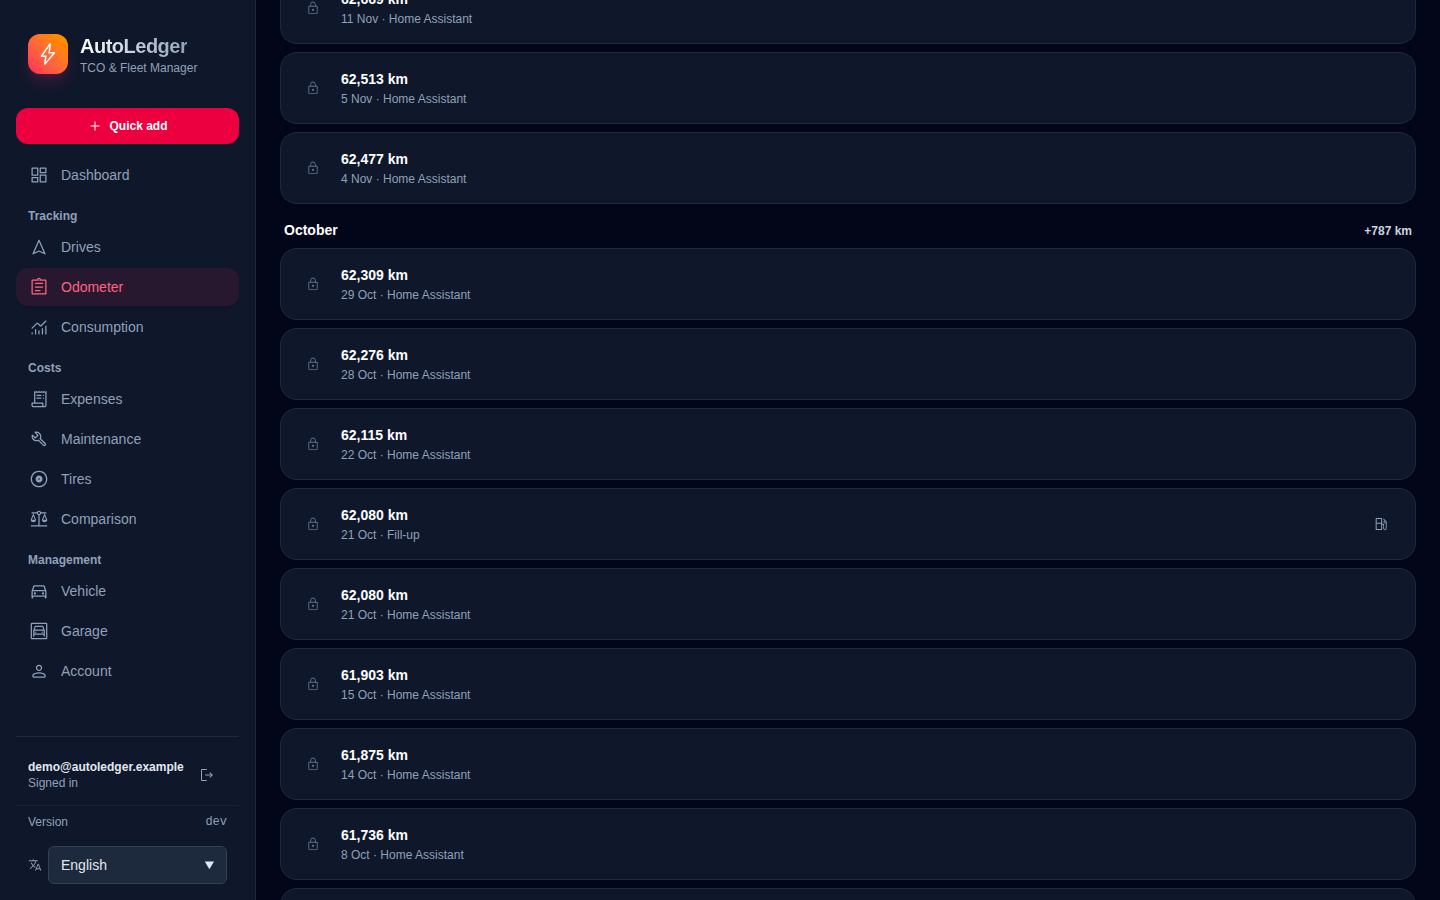 AutoLedger
TCO & Fleet Manager
Quick add
Dashboard
Tracking
Drives
Odometer
Consumption
Costs
Expenses
Maintenance
Tires
Comparison
Management
Vehicle
Garage
Account
demo@autoledger.example
Signed in
Version dev
English
11 Nov · Home Assistant
62,513 km
5 Nov · Home Assistant
62,477 km
4 Nov · Home Assistant
October +787 km
62,309 km
29 Oct · Home Assistant
62,276 km
28 Oct · Home Assistant
62,115 km
22 Oct · Home Assistant
62,080 km
21 Oct · Fill-up
62,080 km
21 Oct · Home Assistant
61,903 km
15 Oct · Home Assistant
61,875 km
14 Oct · Home Assistant
61,736 km
8 Oct · Home Assistant